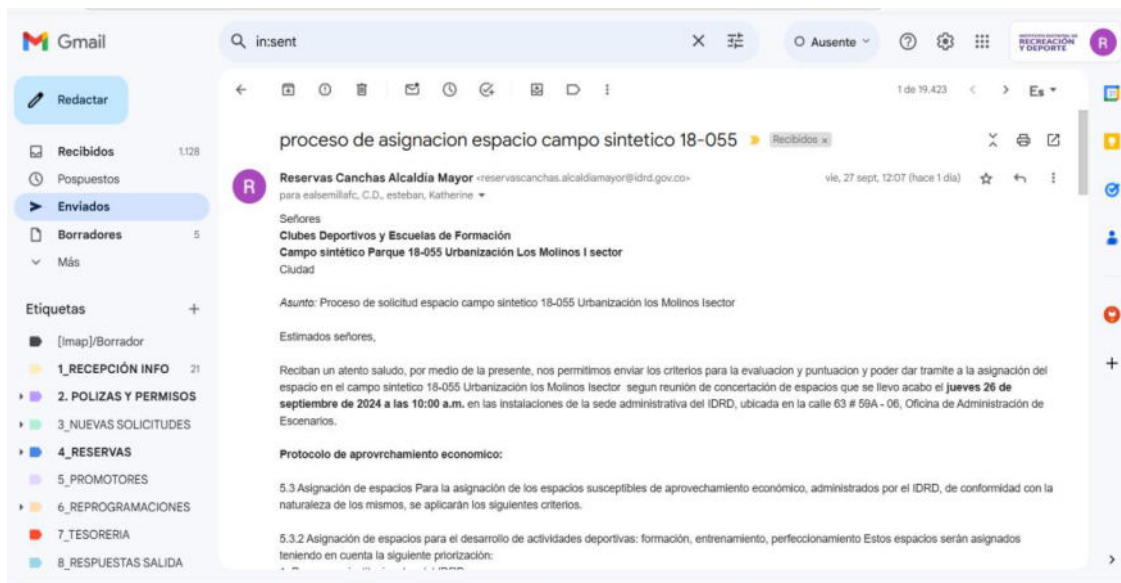 Gmail
in:sent
Ausente
INSTITUTO DISTRITAL DE
RECREACIÓN
Y DEPORTE
R
Redactar
1 de 19.423
Es
Recibidos 1.128
Pospuestos
Enviados
Borradores 5
Más
Etiquetas
[Imap]/Borrador
1_RECEPCIÓN INFO 21
2. POLIZAS Y PERMISOS
3_NUEVAS SOLICITUDES
4_RESERVAS
5_PROMOTORES
6_REPROGRAMACIONES
7_TESORERIA
8_RESPUESTAS SALIDA
proceso de asignacion espacio campo sintetico 18-055 Recibidos x
R
Reservas Canchas Alcaldía Mayor <reservascanchas.alcaldiamayor@idrd.gov.co> vie, 27 sept, 12:07 (hace 1 día)
para ealsemillafc, C.D., esteban, Katherine
Señores
Clubes Deportivos y Escuelas de Formación
Campo sintético Parque 18-055 Urbanización Los Molinos I sector
Ciudad
Asunto: Proceso de solicitud espacio campo sintetico 18-055 Urbanización los Molinos Isector
Estimados señores,
Reciban un atento saludo, por medio de la presente, nos permitimos enviar los criterios para la evaluacion y puntuacion y poder dar tramite a la asignación del
espacio en el campo sintetico 18-055 Urbanización los Molinos Isector segun reunión de concertación de espacios que se llevo acabo el jueves 26 de
septiembre de 2024 a las 10:00 a.m. en las instalaciones de la sede administrativa del IDRD, ubicada en la calle 63 # 59A - 06, Oficina de Administración de
Escenarios.
Protocolo de aprovrchamiento economico:
5.3 Asignación de espacios Para la asignación de los espacios susceptibles de aprovechamiento económico, administrados por el IDRD, de conformidad con la
naturaleza de los mismos, se aplicarán los siguientes criterios.
5.3.2 Asignación de espacios para el desarrollo de actividades deportivas: formación, entrenamiento, perfeccionamiento Estos espacios serán asignados
teniendo en cuenta la siguiente priorización: